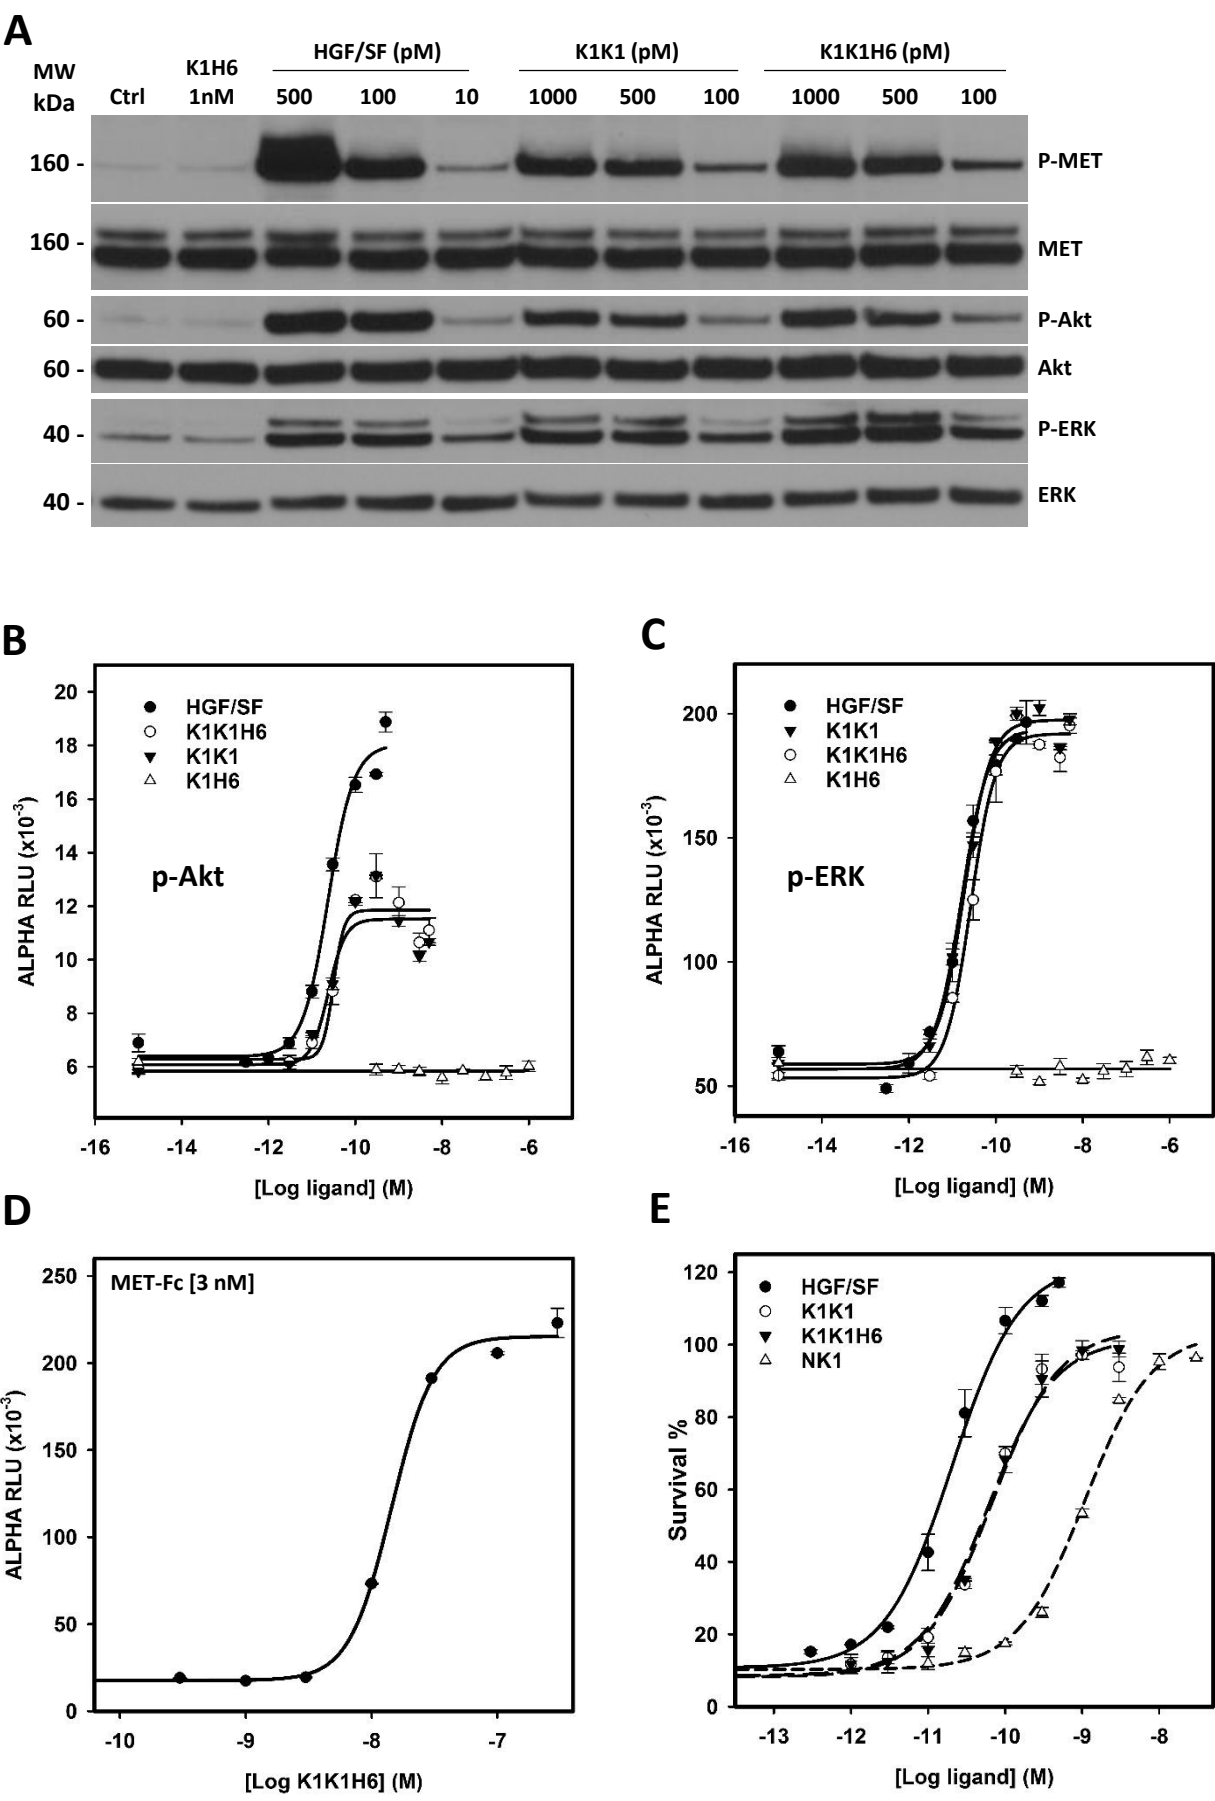 A
MW
kDa
Ctrl
K1H6
1nM
HGF/SF (pM)
500 100 10
K1K1 (pM)
1000 500 100
K1K1H6 (pM)
1000 500 100
160 -
P-MET
160 -
MET
60 -
P-Akt
60 -
Akt
40 -
P-ERK
40 -
ERK
B
20
18
16
14
12
10
8
6
ALPHA RLU (x10⁻³)
HGF/SF
K1K1H6
K1K1
K1H6
p-Akt
-16 -14 -12 -10 -8 -6
[Log ligand] (M)
C
200
150
100
50
ALPHA RLU (x10⁻³)
HGF/SF
K1K1
K1K1H6
K1H6
p-ERK
-16 -14 -12 -10 -8 -6
[Log ligand] (M)
D
250
200
150
100
50
0
ALPHA RLU (x10⁻³)
MET-Fc [3 nM]
-10 -9 -8 -7
[Log K1K1H6] (M)
E
120
100
80
60
40
20
0
Survival %
HGF/SF
K1K1
K1K1H6
NK1
-13 -12 -11 -10 -9 -8
[Log ligand] (M)